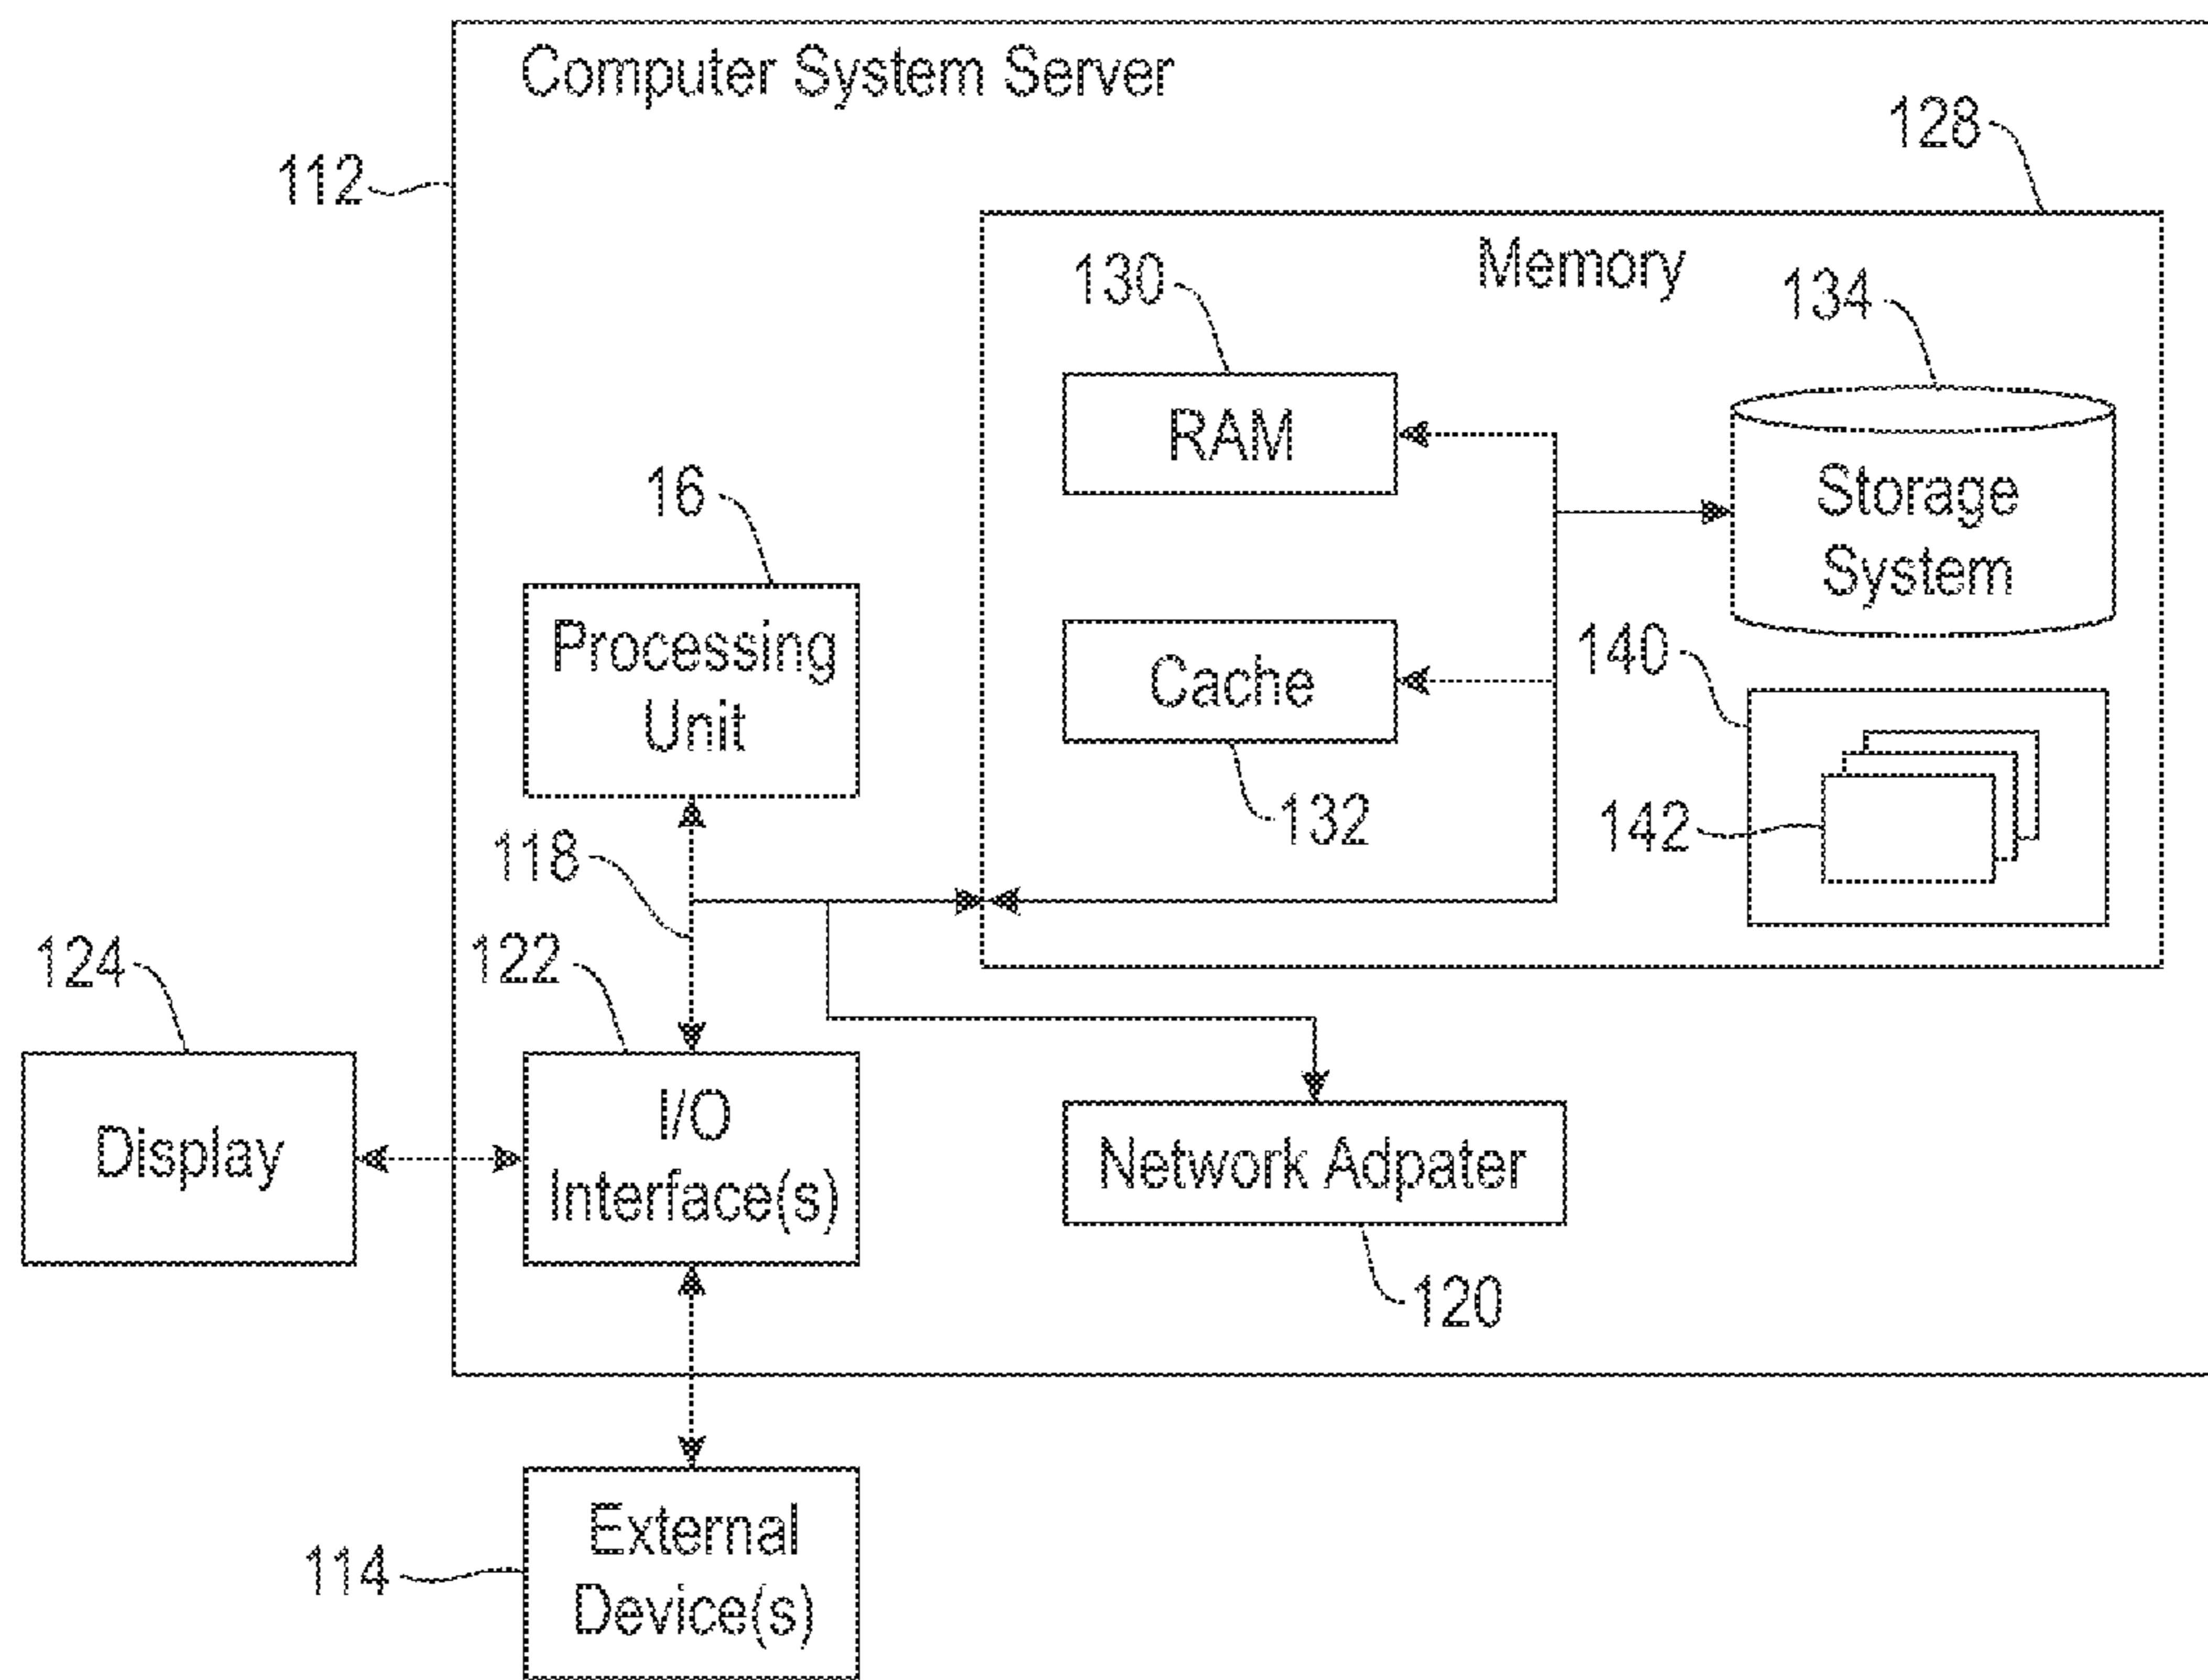 Computer System Server
128
112
Memory
130
134
RAM
Storage
System
16
Processing
Unit
140
Cache
142
132
118
124
122
Display
I/O
Interface(s)
Network Adpater
120
External
Device(s)
114